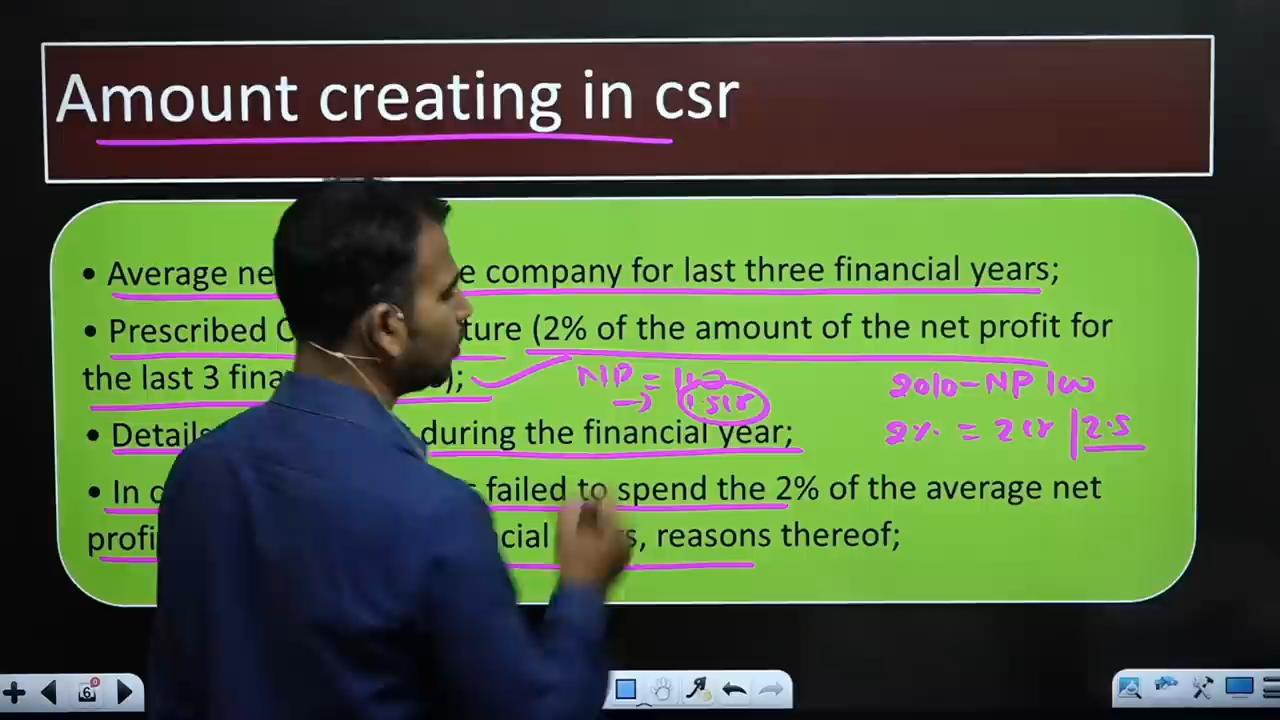 Amount creating in csr
• Average ne e company for last three financial years;
• Prescribed C ture (2% of the amount of the net profit for
the last 3 fina );
NP = 100
→ 1.5 cr
2010 - NP 100
2% = 2 cr | 2.5
• Details during the financial year;
• In c failed to spend the 2% of the average net
profi cial s, reasons thereof;
6